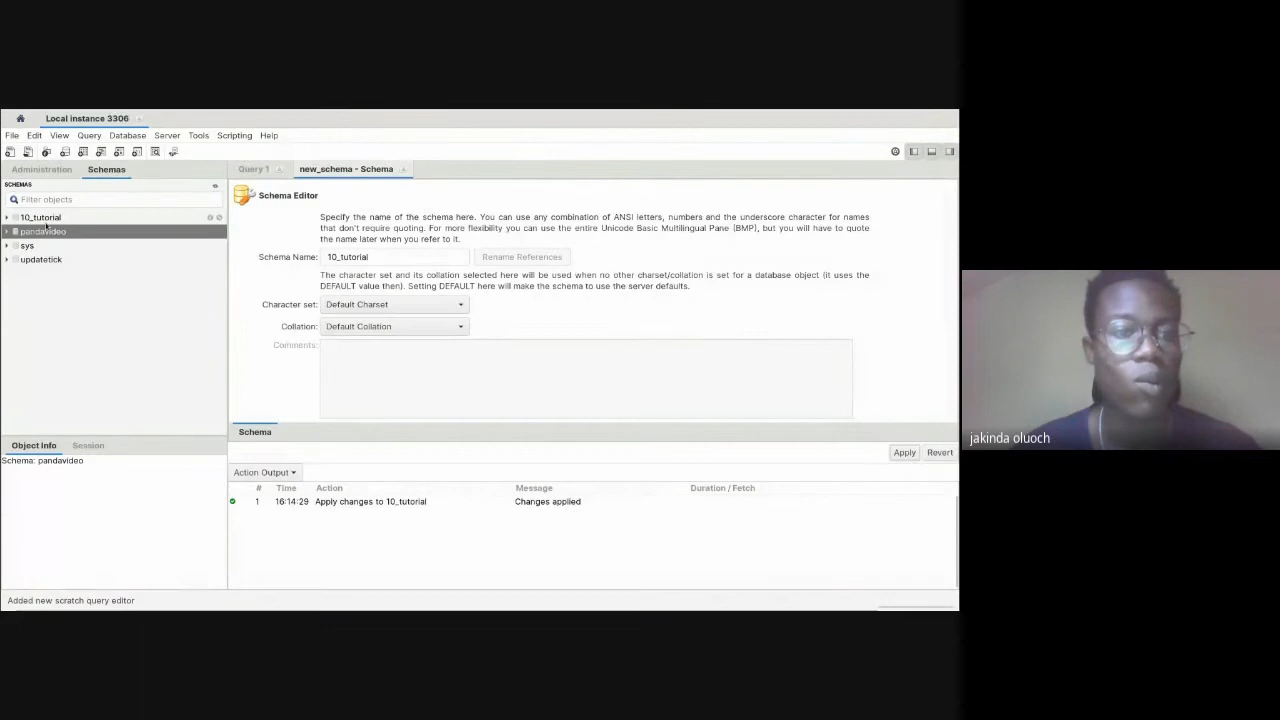 Local instance 3306
File Edit View Query Database Server Tools Scripting Help
Administration Schemas
SCHEMAS
Filter objects
10_tutorial
pandavideo
sys
updatetick
Object Info Session
Schema: pandavideo
Query 1 new_schema - Schema
Schema Editor
Specify the name of the schema here. You can use any combination of ANSI letters, numbers and the underscore character for names
that don't require quoting. For more flexibility you can use the entire Unicode Basic Multilingual Pane (BMP), but you will have to quote
the name later when you refer to it.
Schema Name: 10_tutorial Rename References
The character set and its collation selected here will be used when no other charset/collation is set for a database object (it uses the
DEFAULT value then). Setting DEFAULT here will make the schema to use the server defaults.
Character set: Default Charset
Collation: Default Collation
Comments:
Schema
Apply Revert
Action Output
# Time Action Message Duration / Fetch
1 16:14:29 Apply changes to 10_tutorial Changes applied
Added new scratch query editor
jakinda oluoch